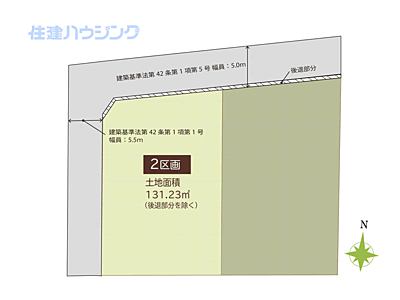 住建ハウジング
建築基準法第42条第1項第5号 幅員：5.0m
後退部分
建築基準法第42条第1項第1号
幅員：5.5m
2区画
土地面積
131.23㎡
（後退部分を除く）
N